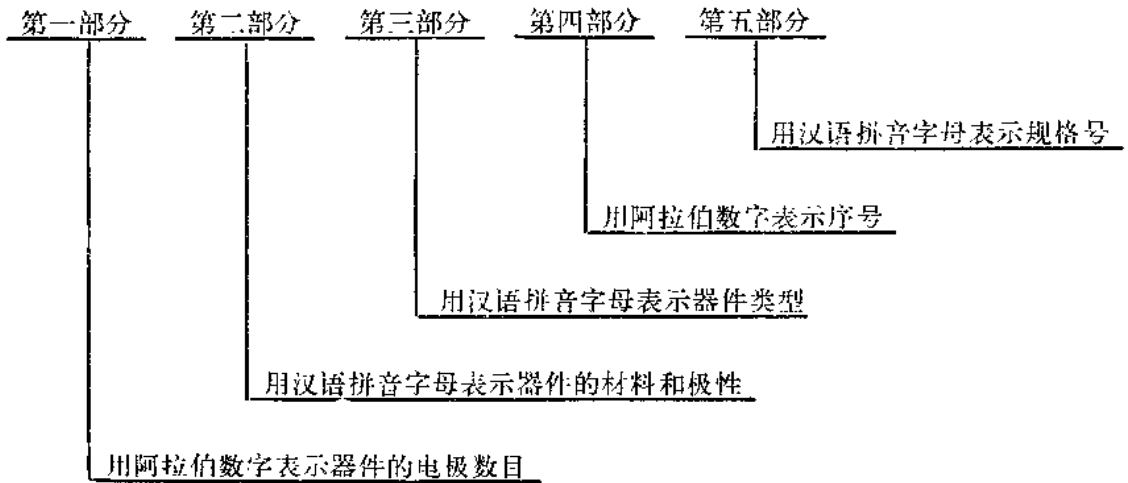 第一部分 第二部分 第三部分 第四部分 第五部分
用汉语拼音字母表示规格号
用阿拉伯数字表示序号
用汉语拼音字母表示器件类型
用汉语拼音字母表示器件的材料和极性
用阿拉伯数字表示器件的电极数目